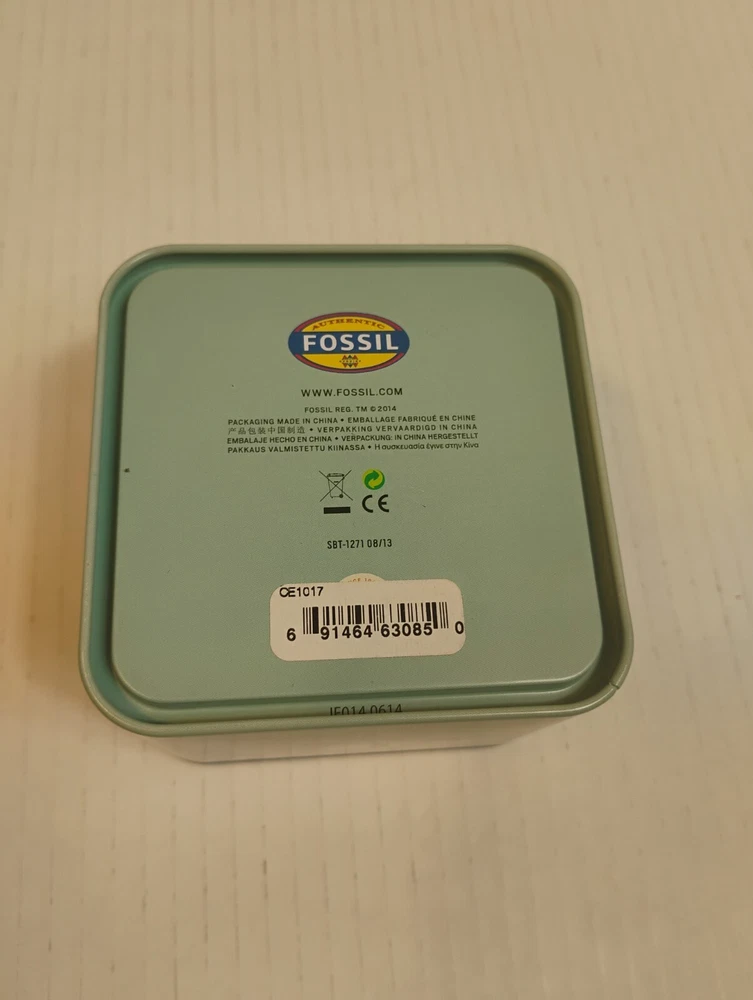 AUTHENTIC
FOSSIL
WWW.FOSSIL.COM
FOSSIL REG. TM © 2014
PACKAGING MADE IN CHINA • EMBALLAGE FABRIQUÉ EN CHINE
产品包装中国制造 • VERPAKKING VERVAARDIGD IN CHINA
EMBALAJE HECHO EN CHINA • VERPACKUNG: IN CHINA HERGESTELLT
PAKKAUS VALMISTETTU KIINASSA • Η συσκευασία έγινε στην Κίνα
CE
SBT-1271 08/13
CE1017
6 91464 63085 0
IF014 0614